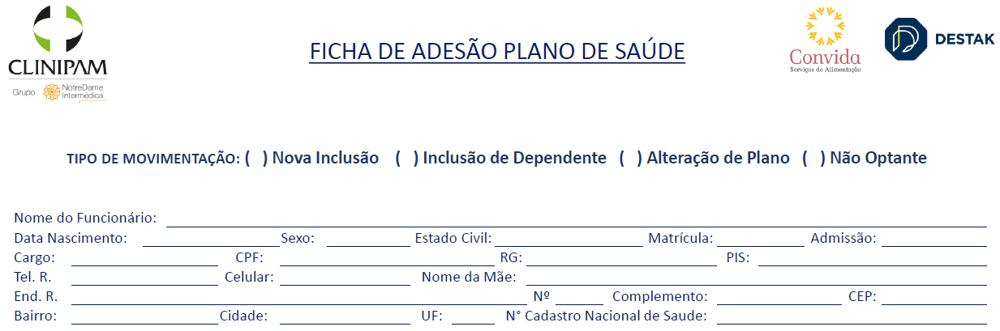 CLINIPAM
Grupo NotreDame Intermédica
FICHA DE ADESÃO PLANO DE SAÚDE
Convida
Serviços de Alimentação
DESTAK
TIPO DE MOVIMENTAÇÃO: ( ) Nova Inclusão ( ) Inclusão de Dependente ( ) Alteração de Plano ( ) Não Optante
Nome do Funcionário:
Data Nascimento: Sexo: Estado Civil: Matrícula: Admissão:
Cargo: CPF: RG: PIS:
Tel. R. Celular: Nome da Mãe:
End. R. Nº Complemento: CEP:
Bairro: Cidade: UF: N° Cadastro Nacional de Saude: